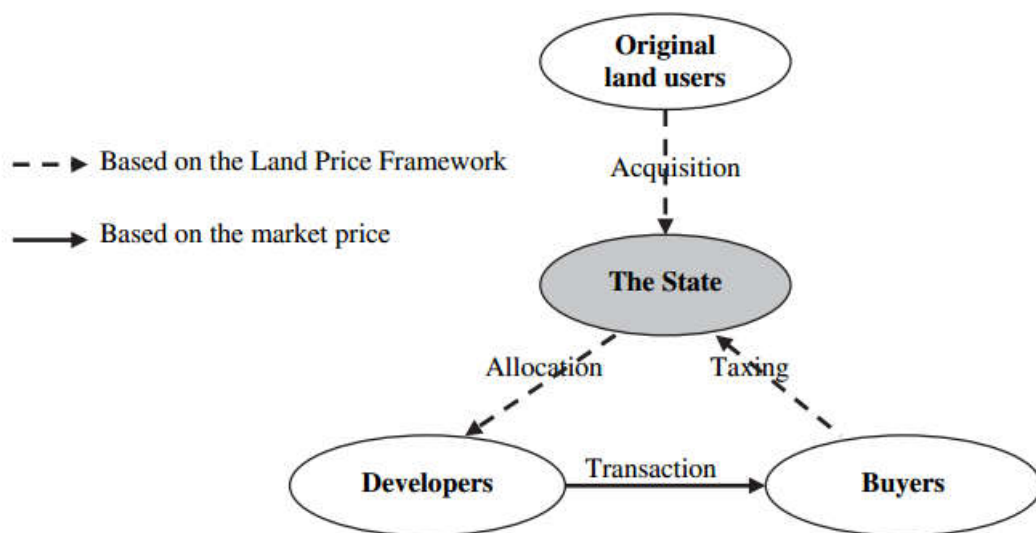 Original
land users
Based on the Land Price Framework
Acquisition
Based on the market price
The State
Allocation
Taxing
Developers
Transaction
Buyers